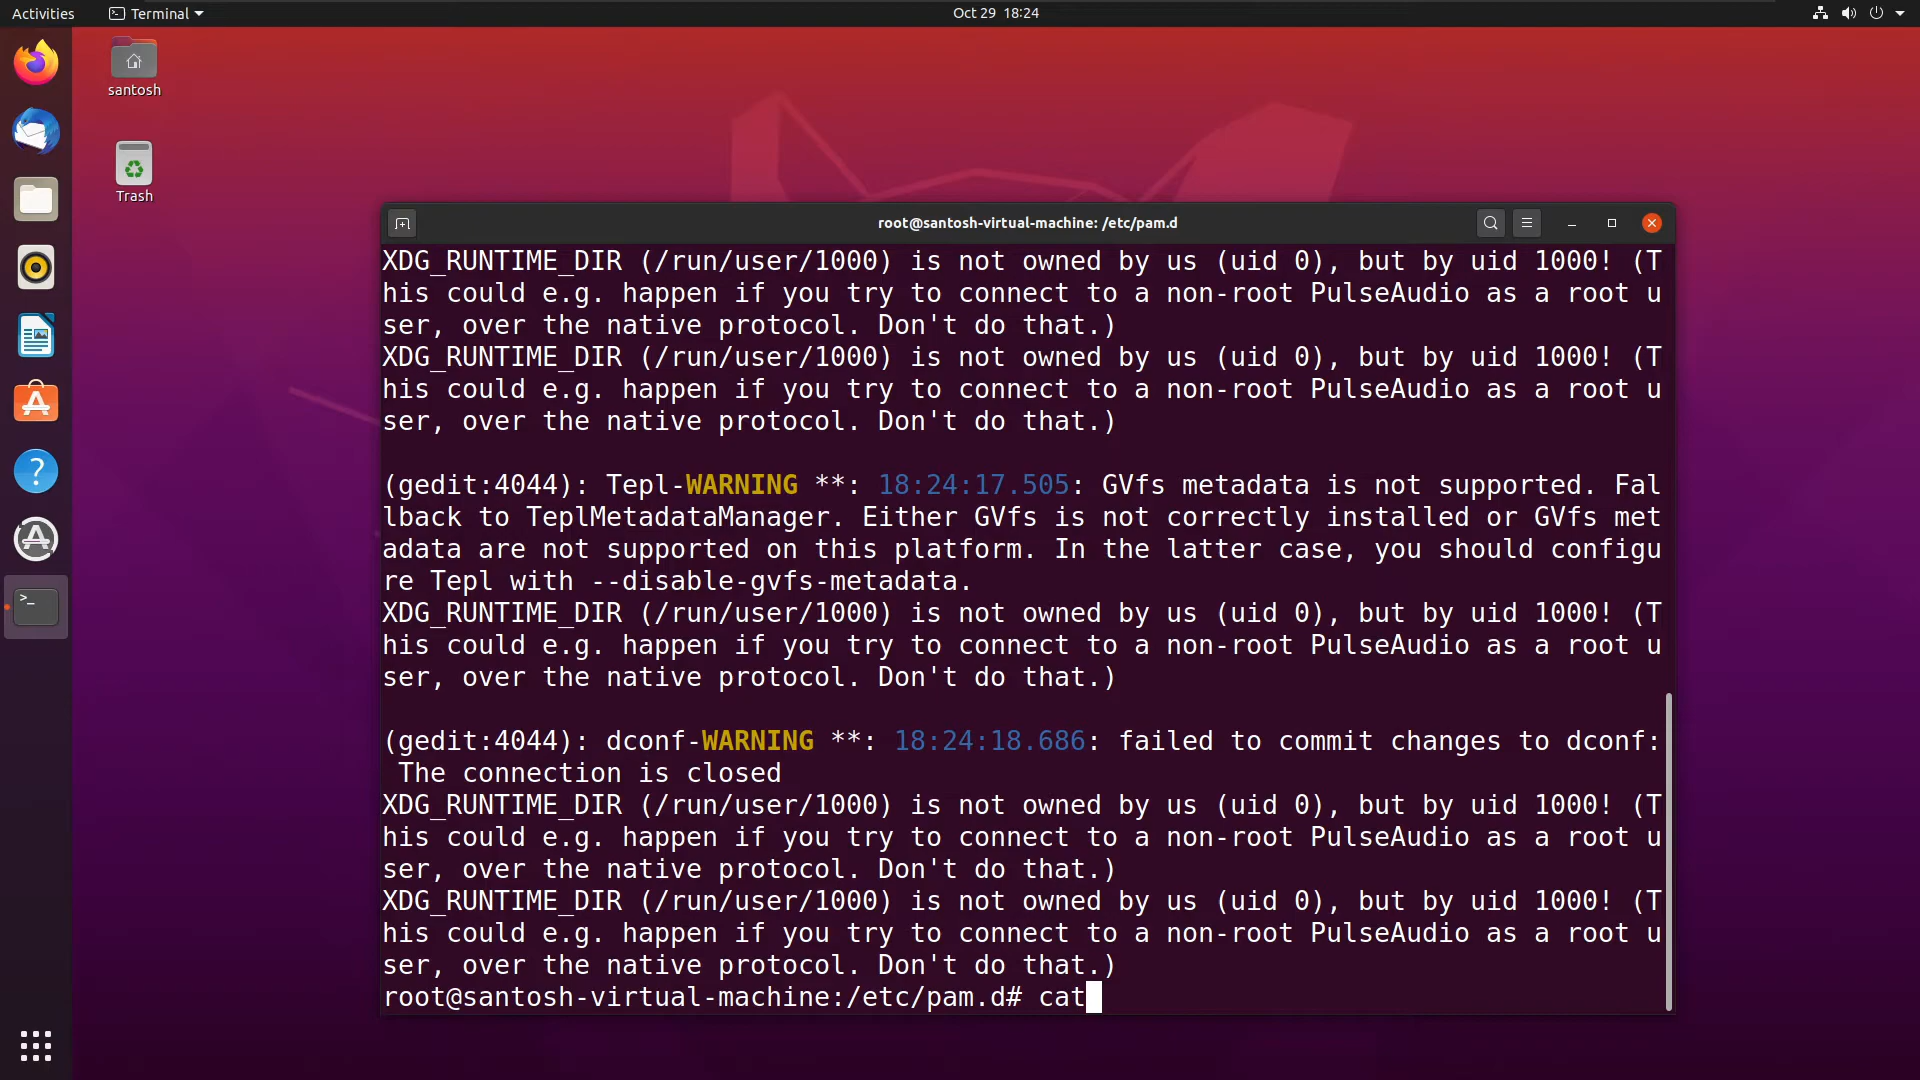 Activities
Terminal
Oct 29 18:24
santosh
Trash
root@santosh-virtual-machine: /etc/pam.d
XDG_RUNTIME_DIR (/run/user/1000) is not owned by us (uid 0), but by uid 1000! (T
his could e.g. happen if you try to connect to a non-root PulseAudio as a root u
ser, over the native protocol. Don't do that.)
XDG_RUNTIME_DIR (/run/user/1000) is not owned by us (uid 0), but by uid 1000! (T
his could e.g. happen if you try to connect to a non-root PulseAudio as a root u
ser, over the native protocol. Don't do that.)
(gedit:4044): Tepl-WARNING **: 18:24:17.505: GVfs metadata is not supported. Fal
lback to TeplMetadataManager. Either GVfs is not correctly installed or GVfs met
adata are not supported on this platform. In the latter case, you should configu
re Tepl with --disable-gvfs-metadata.
XDG_RUNTIME_DIR (/run/user/1000) is not owned by us (uid 0), but by uid 1000! (T
his could e.g. happen if you try to connect to a non-root PulseAudio as a root u
ser, over the native protocol. Don't do that.)
(gedit:4044): dconf-WARNING **: 18:24:18.686: failed to commit changes to dconf:
The connection is closed
XDG_RUNTIME_DIR (/run/user/1000) is not owned by us (uid 0), but by uid 1000! (T
his could e.g. happen if you try to connect to a non-root PulseAudio as a root u
ser, over the native protocol. Don't do that.)
XDG_RUNTIME_DIR (/run/user/1000) is not owned by us (uid 0), but by uid 1000! (T
his could e.g. happen if you try to connect to a non-root PulseAudio as a root u
ser, over the native protocol. Don't do that.)
root@santosh-virtual-machine:/etc/pam.d# cat